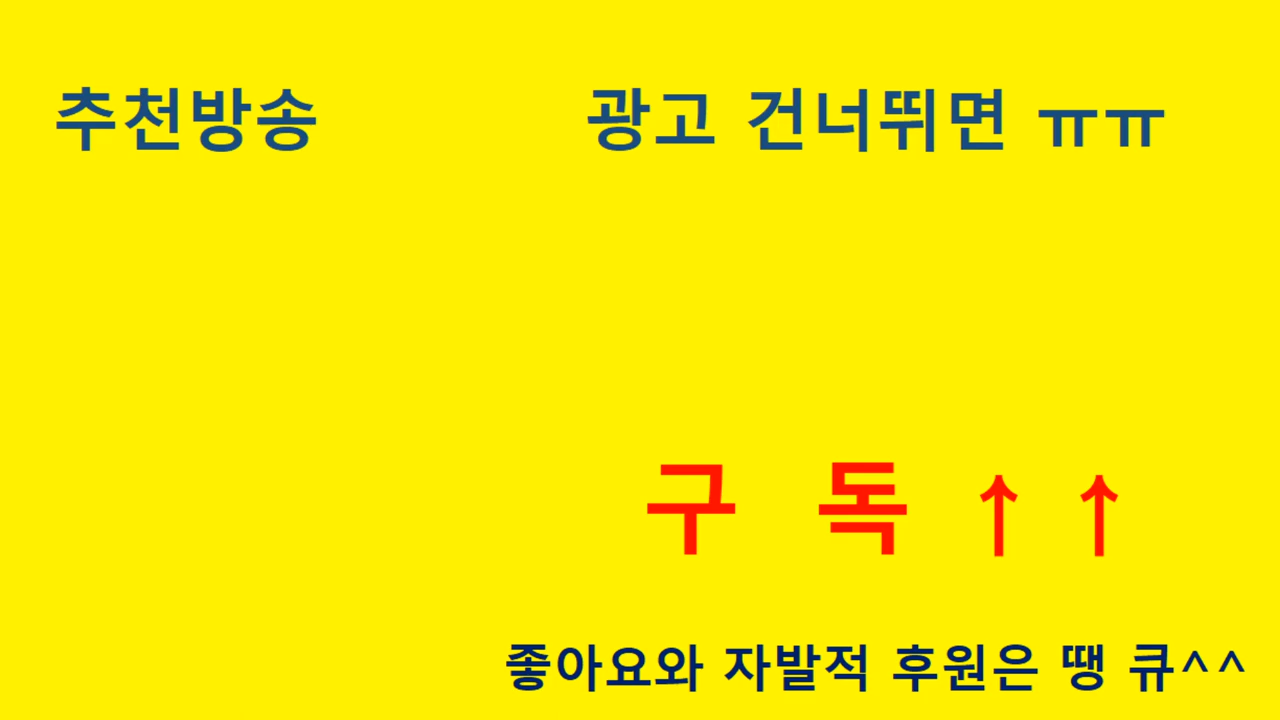 추천방송
광고 건너뛰면 ㅠㅠ
구 독 ↑ ↑
좋아요와 자발적 후원은 땡 큐^^